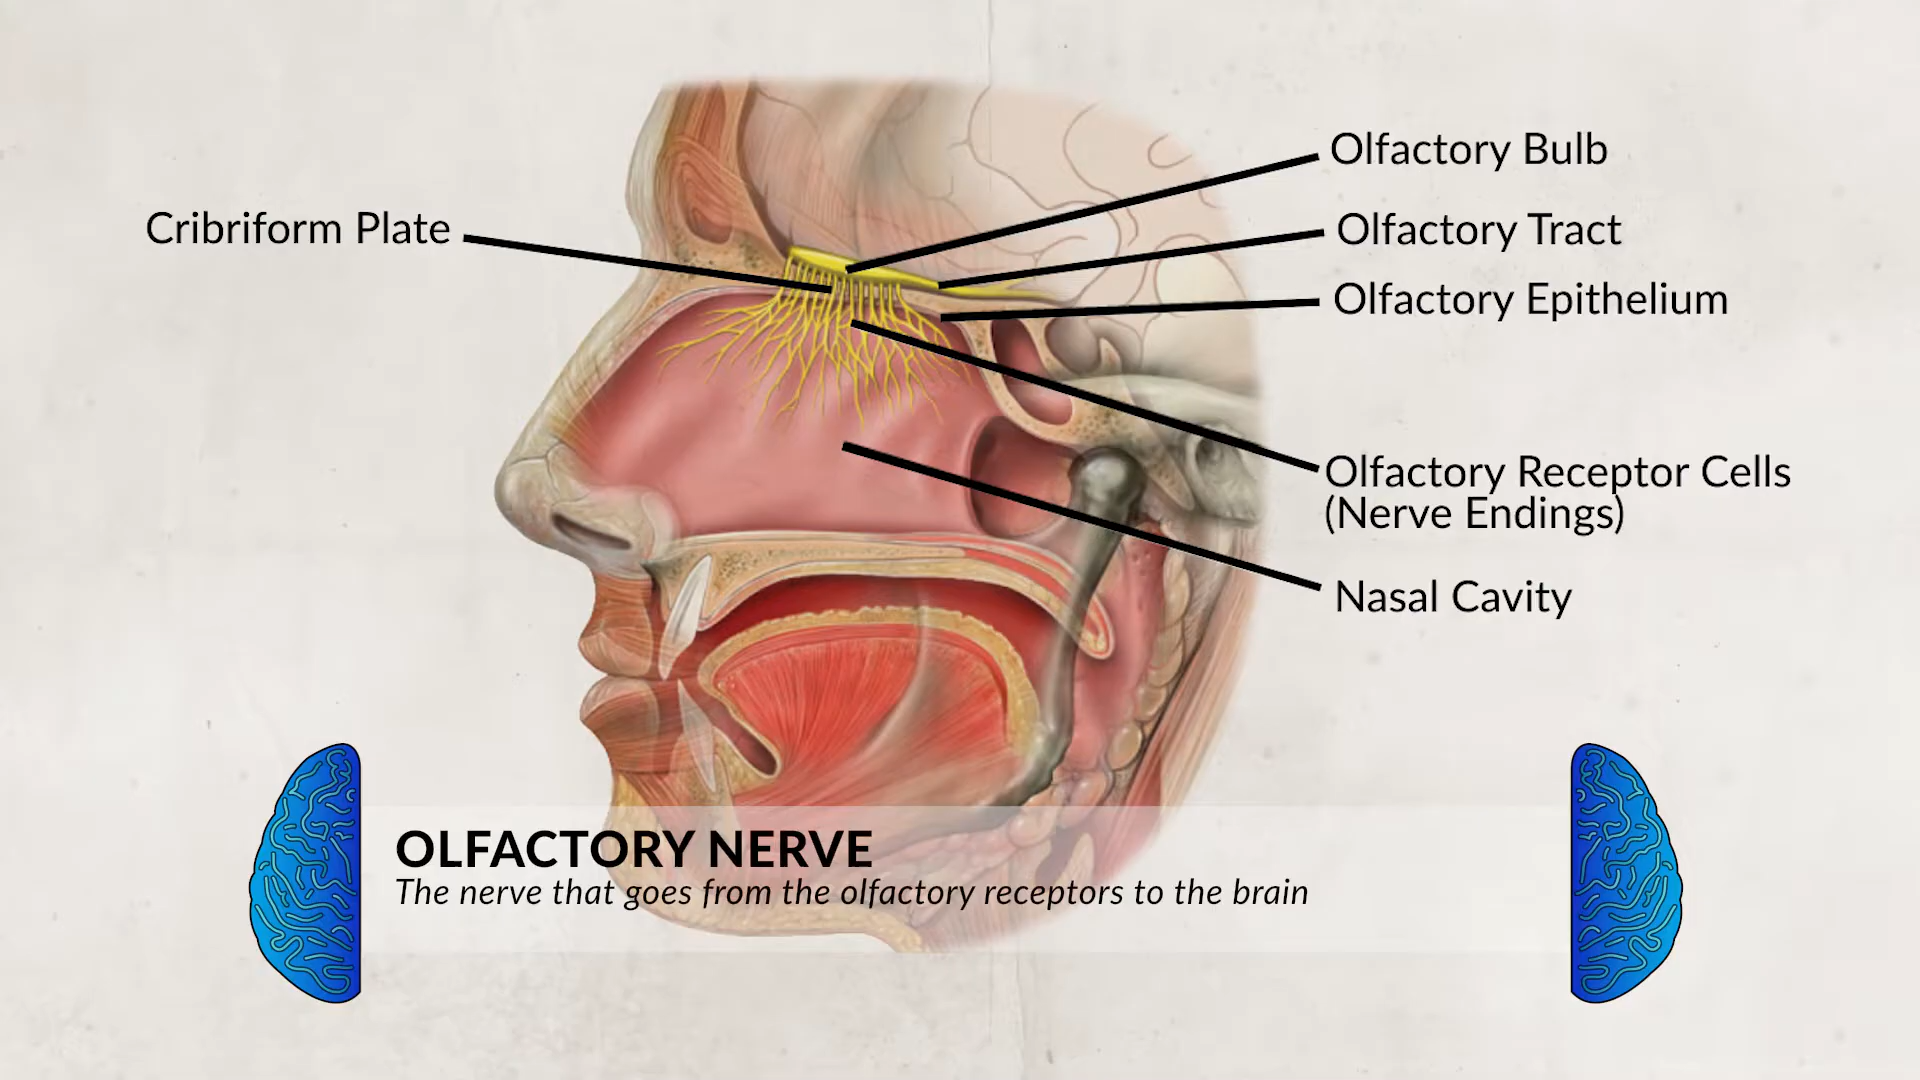 Olfactory Bulb
Cribriform Plate
Olfactory Tract
Olfactory Epithelium
Olfactory Receptor Cells
(Nerve Endings)
Nasal Cavity
OLFACTORY NERVE
The nerve that goes from the olfactory receptors to the brain